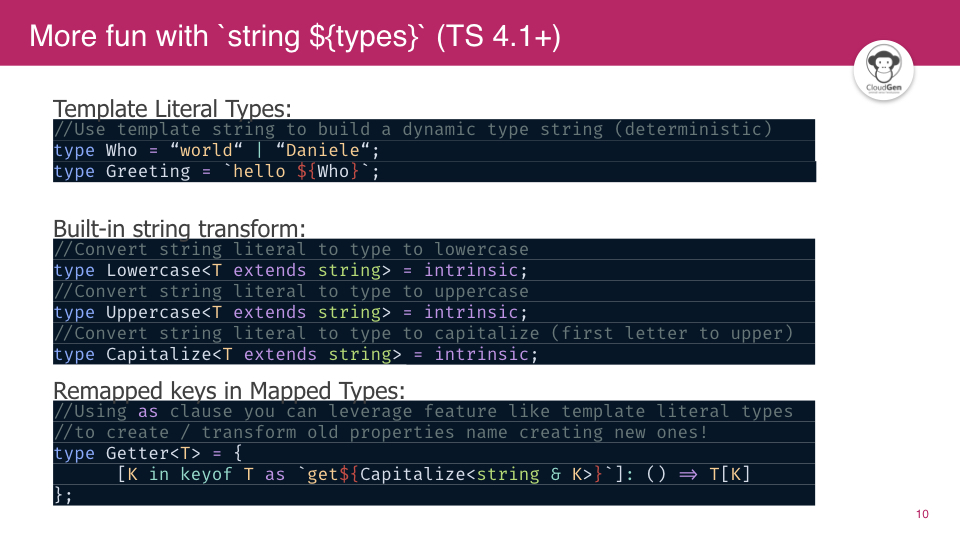 More fun with `string ${types}` (TS 4.1+)
CloudGen
Template Literal Types:
//Use template string to build a dynamic type string (deterministic)
type Who = “world“ | “Daniele“;
type Greeting = `hello ${Who}`;
Built-in string transform:
//Convert string literal to type to lowercase
type Lowercase<T extends string> = intrinsic;
//Convert string literal to type to uppercase
type Uppercase<T extends string> = intrinsic;
//Convert string literal to type to capitalize (first letter to upper)
type Capitalize<T extends string> = intrinsic;
Remapped keys in Mapped Types:
//Using as clause you can leverage feature like template literal types
//to create / transform old properties name creating new ones!
type Getter<T> = {
[K in keyof T as `get${Capitalize<string & K>}`]: () => T[K]
};
10